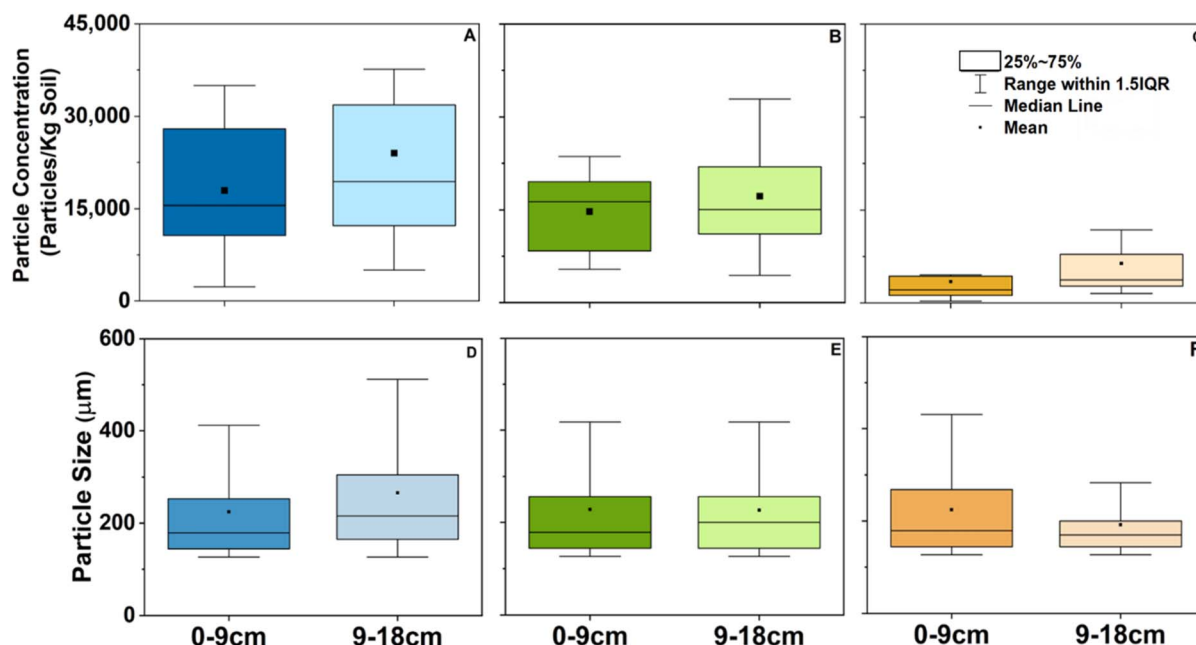 45,000
30,000
15,000
0
Particle Concentration
(Particles/Kg Soil)
A
B
25%~75%
Range within 1.5IQR
Median Line
Mean
600
400
200
0
Particle Size (μm)
D
E
F
0-9cm
9-18cm
0-9cm
9-18cm
0-9cm
9-18cm